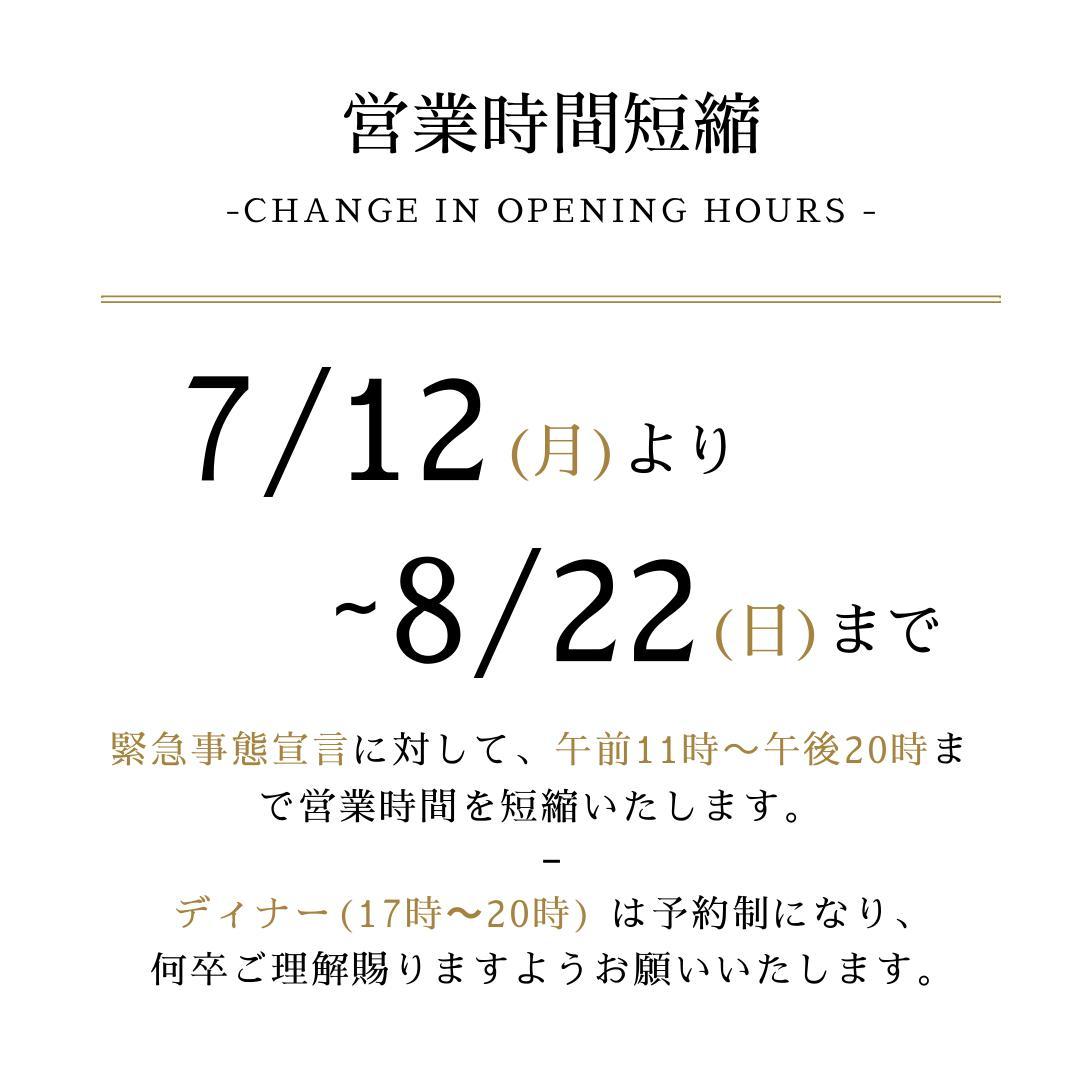 営業時間短縮
-CHANGE IN OPENING HOURS -
7/12(月)より
~8/22(日)まで
緊急事態宣言に対して、午前11時〜午後20時ま
で営業時間を短縮いたします。
–
ディナー(17時〜20時) は予約制になり、
何卒ご理解賜りますようお願いいたします。